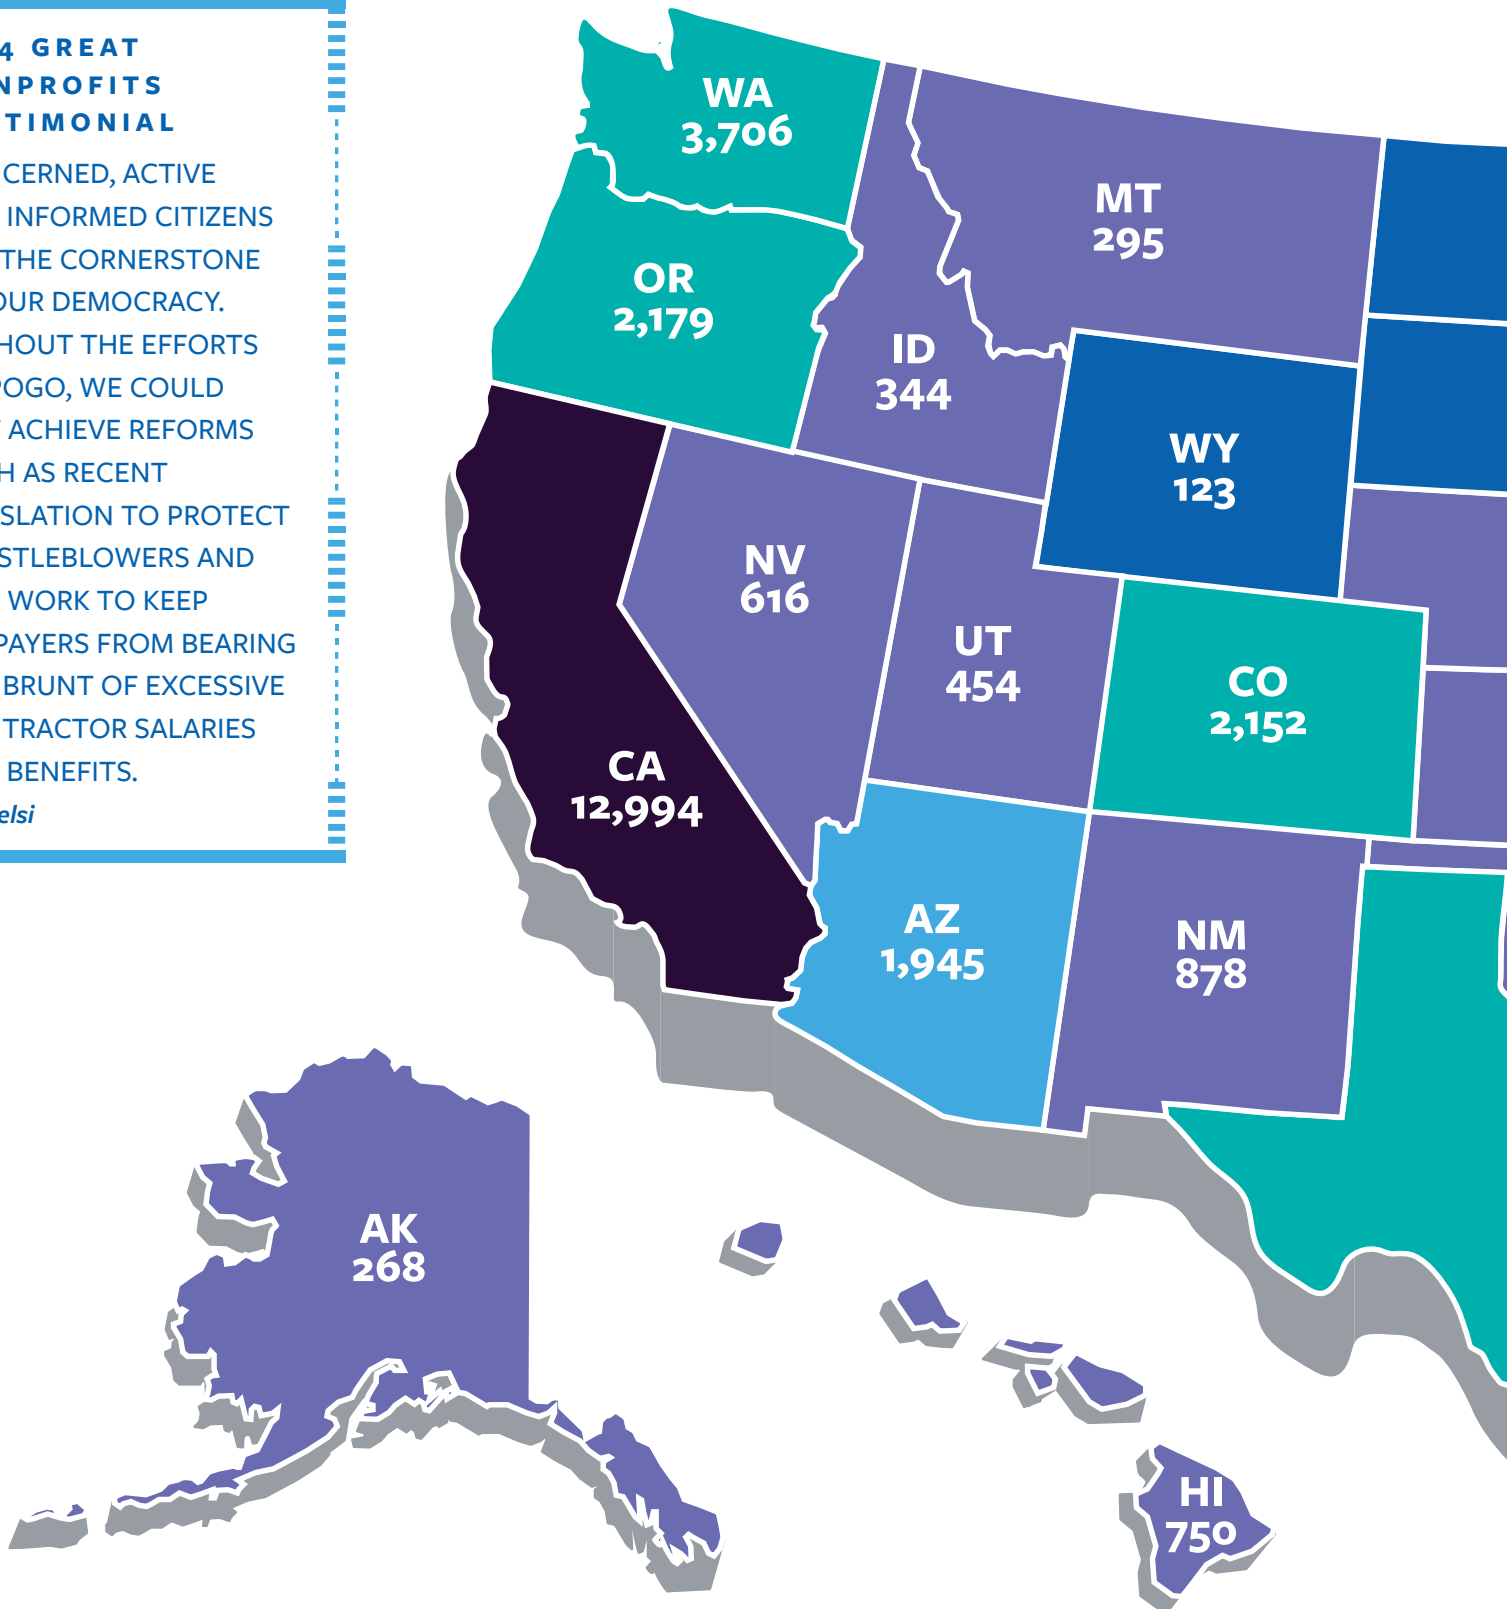 4 GREAT
NPROFITS
TIMONIAL
CERNED, ACTIVE
INFORMED CITIZENS
THE CORNERSTONE
OUR DEMOCRACY.
HOUT THE EFFORTS
POGO, WE COULD
ACHIEVE REFORMS
H AS RECENT
SLATION TO PROTECT
STLEBLOWERS AND
WORK TO KEEP
PAYERS FROM BEARING
BRUNT OF EXCESSIVE
TRACTOR SALARIES
BENEFITS.
elsi
WA
3,706
OR
2,179
MT
295
ID
344
WY
123
NV
616
UT
454
CO
2,152
CA
12,994
AZ
1,945
NM
878
AK
268
HI
750